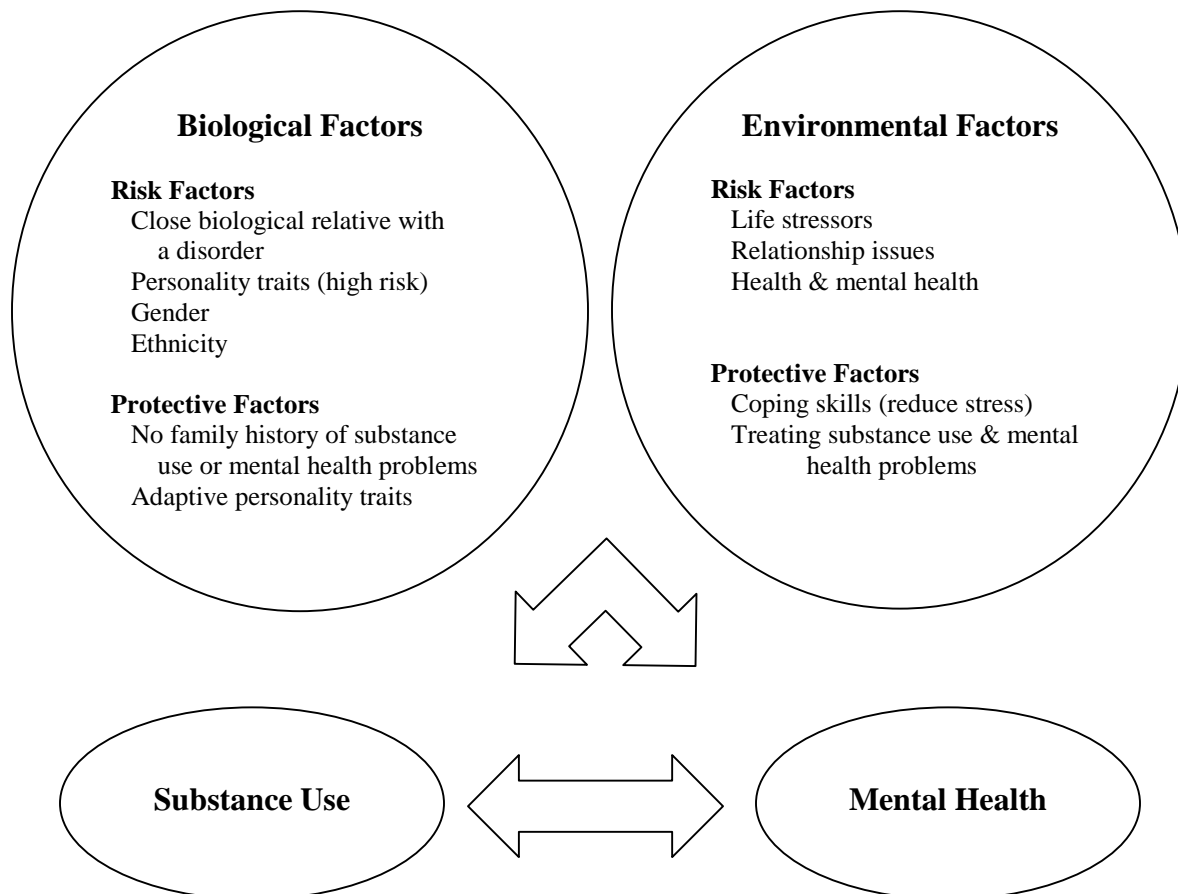 Biological Factors
Risk Factors
Close biological relative with
a disorder
Personality traits (high risk)
Gender
Ethnicity
Protective Factors
No family history of substance
use or mental health problems
Adaptive personality traits
Environmental Factors
Risk Factors
Life stressors
Relationship issues
Health & mental health
Protective Factors
Coping skills (reduce stress)
Treating substance use & mental
health problems
Substance Use
Mental Health